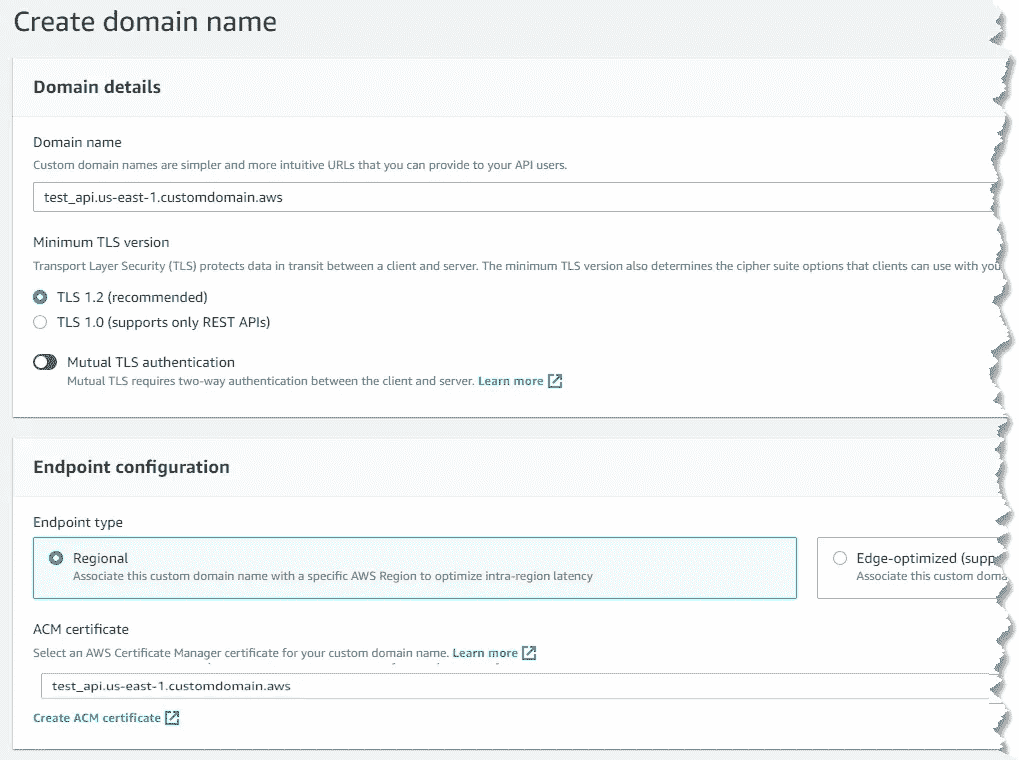 Create domain name
Domain details
Domain name
Custom domain names are simpler and more intuitive URLs that you can provide to your API users.
test_api.us-east-1.customdomain.aws
Minimum TLS version
Transport Layer Security (TLS) protects data in transit between a client and server. The minimum TLS version also determines the cipher suite options that clients can use with you
TLS 1.2 (recommended)
TLS 1.0 (supports only REST APIs)
Mutual TLS authentication
Mutual TLS requires two-way authentication between the client and server. Learn more
Endpoint configuration
Endpoint type
Regional
Associate this custom domain name with a specific AWS Region to optimize intra-region latency
Edge-optimized (supp
Associate this custom doma
ACM certificate
Select an AWS Certificate Manager certificate for your custom domain name. Learn more
test_api.us-east-1.customdomain.aws
Create ACM certificate